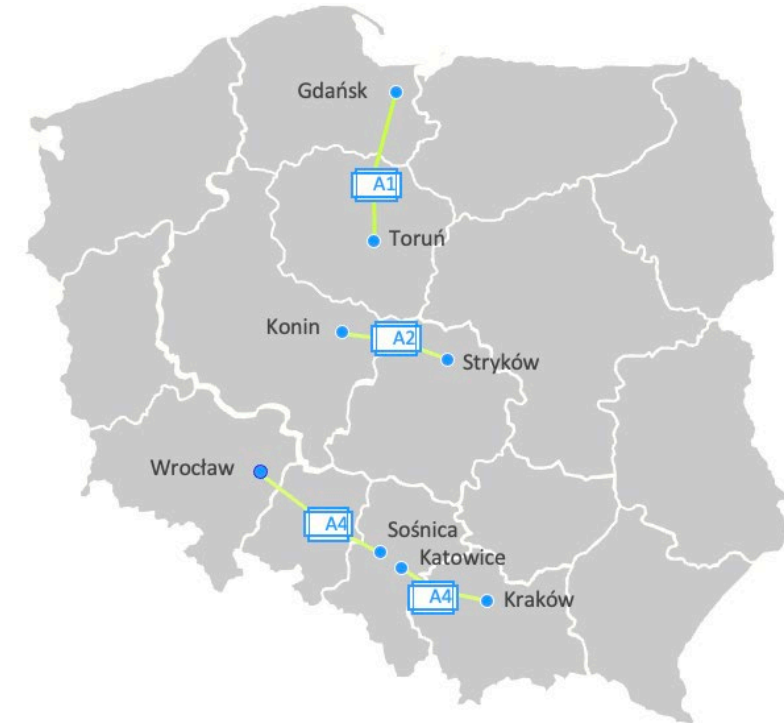 Gdańsk
A1
Toruń
Konin
A2
Stryków
Wrocław
A4
Sośnica
Katowice
A4
Kraków